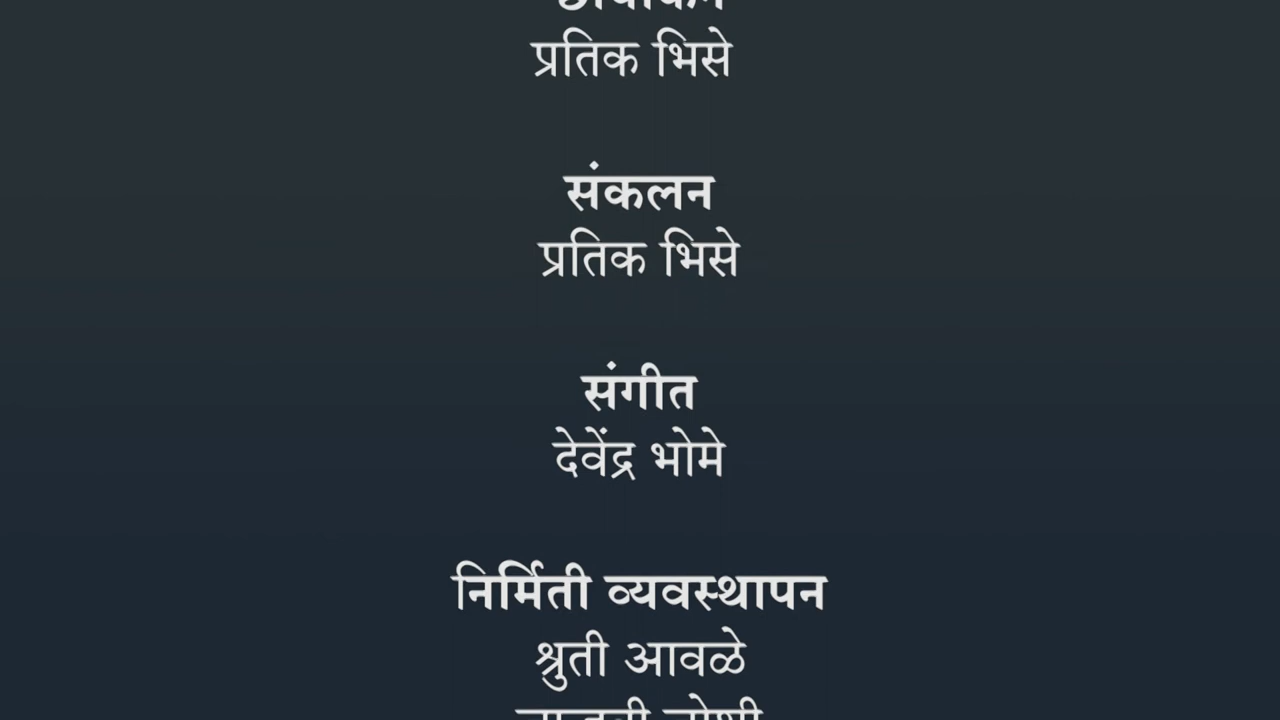 प्रतिक भिसे
संकलन
प्रतिक भिसे
संगीत
देवेंद्र भोमे
निर्मिती व्यवस्थापन
श्रुती आवळे